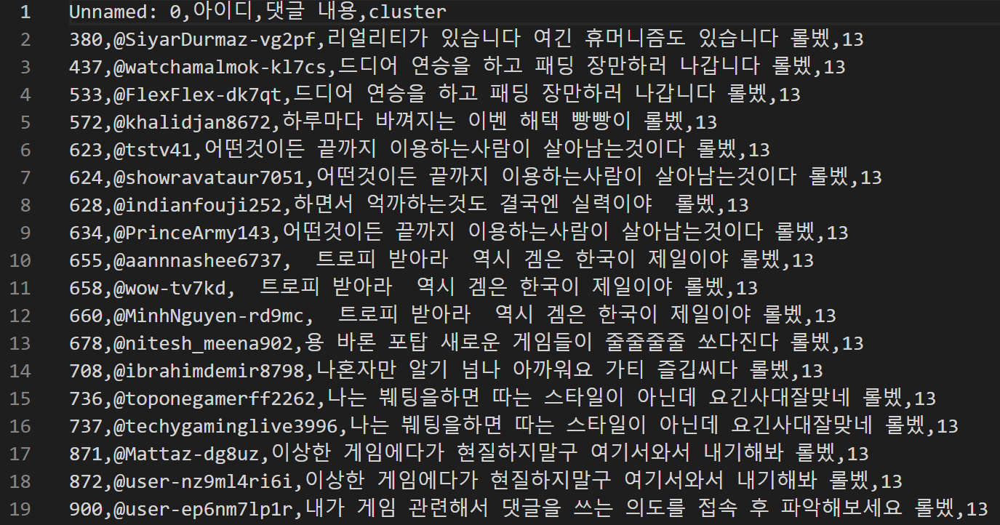 1 Unnamed: 0,아이디,댓글 내용,cluster
2 380,@SiyarDurmaz-vg2pf,리얼리티가 있습니다 여긴 휴머니즘도 있습니다 롤벴,13
3 437,@watchamalmok-kl7cs,드디어 연승을 하고 패딩 장만하러 나갑니다 롤벴,13
4 533,@FlexFlex-dk7qt,드디어 연승을 하고 패딩 장만하러 나갑니다 롤벴,13
5 572,@khalidjan8672,하루마다 바껴지는 이벤 해택 빵빵이 롤벴,13
6 623,@tstv41,어떤것이든 끝까지 이용하는사람이 살아남는것이다 롤벴,13
7 624,@showravataur7051,어떤것이든 끝까지 이용하는사람이 살아남는것이다 롤벴,13
8 628,@indianfouji252,하면서 억까하는것도 결국엔 실력이야  롤벴,13
9 634,@PrinceArmy143,어떤것이든 끝까지 이용하는사람이 살아남는것이다 롤벴,13
10 655,@aannnashee6737,  트로피 받아라  역시 겜은 한국이 제일이야 롤벴,13
11 658,@wow-tv7kd,  트로피 받아라  역시 겜은 한국이 제일이야 롤벴,13
12 660,@MinhNguyen-rd9mc,  트로피 받아라  역시 겜은 한국이 제일이야 롤벴,13
13 678,@nitesh_meena902,용 바론 포탑 새로운 게임들이 줄줄줄줄 쏘다진다 롤벴,13
14 708,@ibrahimdemir8798,나혼자만 알기 넘나 아까워요 가티 즐깁씨다 롤벴,13
15 736,@toponegamerff2262,나는 붸팅을하면 따는 스타일이 아닌데 요긴사대잘맞네 롤벴,13
16 737,@techygaminglive3996,나는 붸팅을하면 따는 스타일이 아닌데 요긴사대잘맞네 롤벴,13
17 871,@Mattaz-dg8uz,이상한 게임에다가 현질하지말구 여기서와서 내기해봐 롤벴,13
18 872,@user-nz9ml4ri6i,이상한 게임에다가 현질하지말구 여기서와서 내기해봐 롤벴,13
19 900,@user-ep6nm7lp1r,내가 게임 관련해서 댓글을 쓰는 의도를 접속 후 파악해보세요 롤벴,13